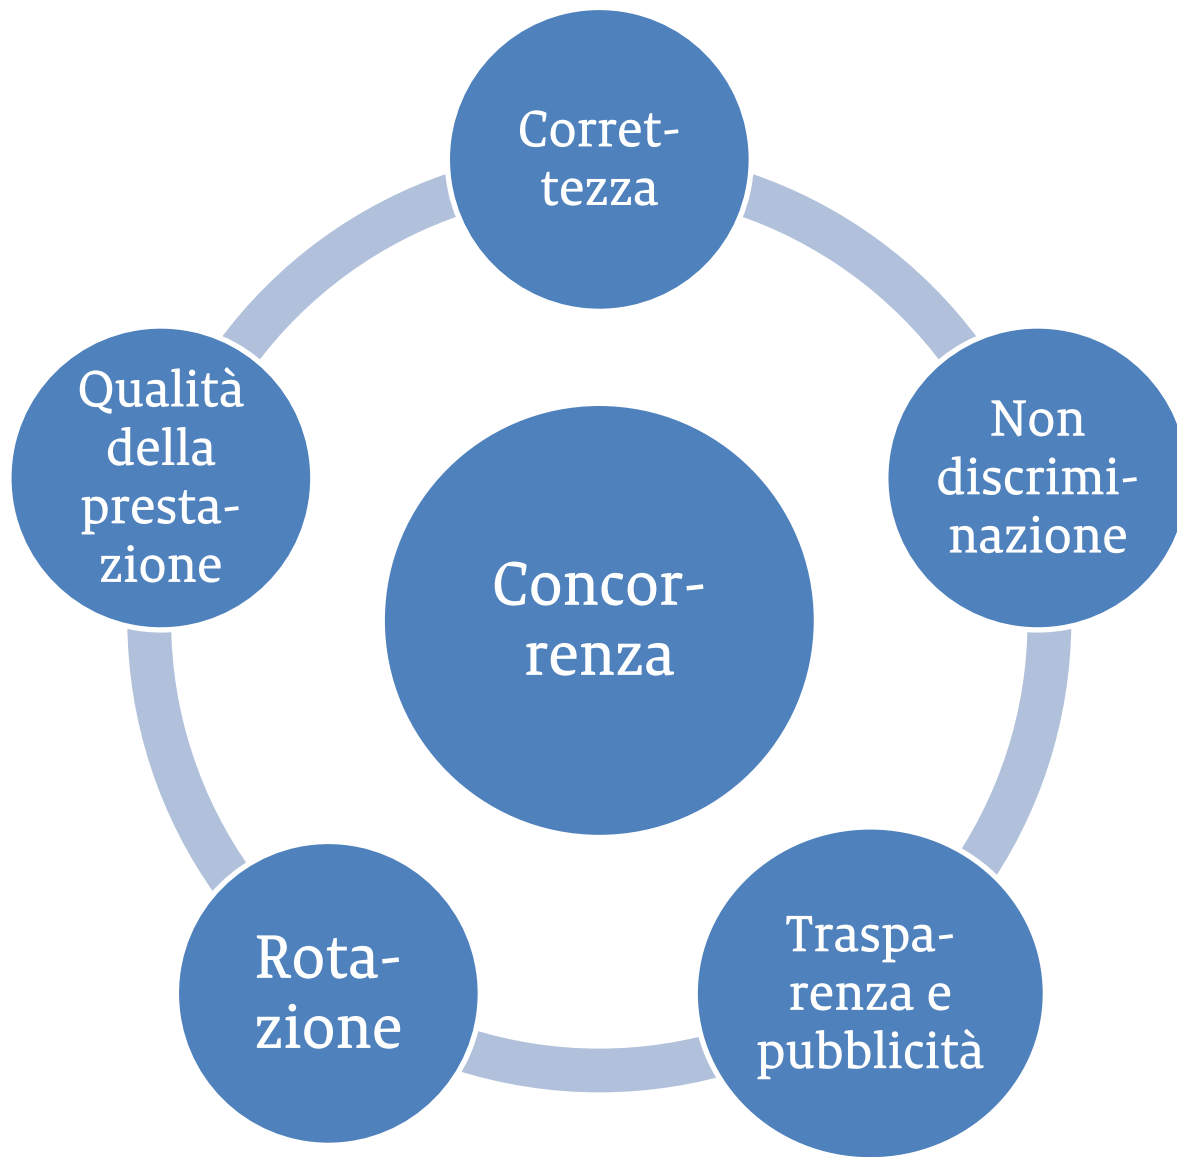 Corret-
tezza
Non
discrimi-
nazione
Traspa-
renza e
pubblicità
Rota-
zione
Qualità
della
presta-
zione
Concor-
renza